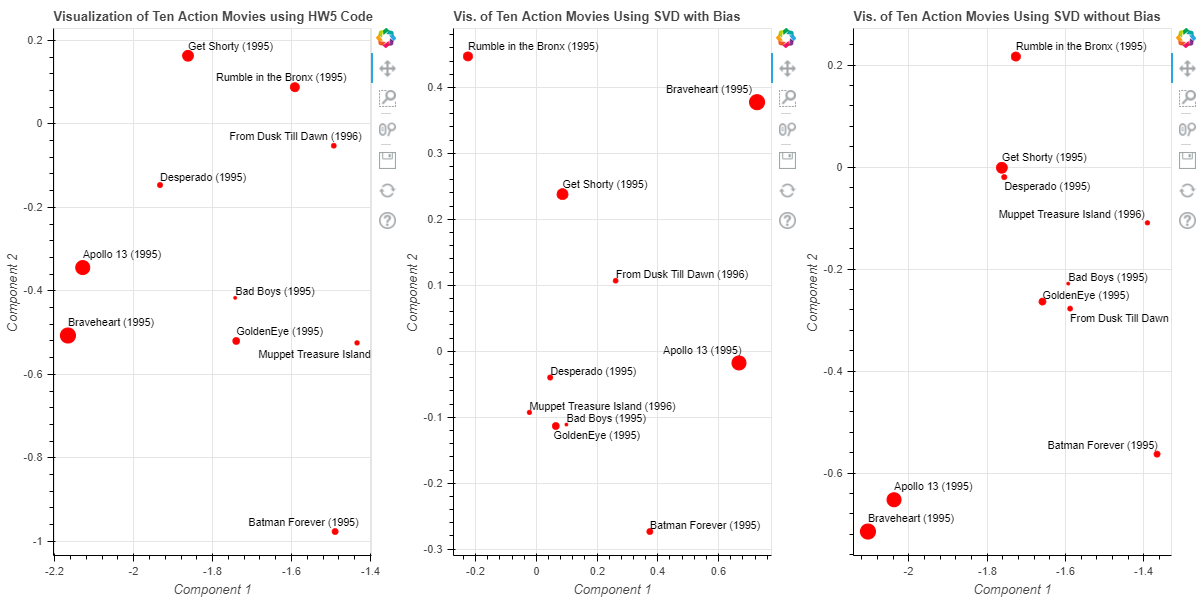 Visualization of Ten Action Movies using HW5 Code
0.2
0
-0.2
-0.4
-0.6
-0.8
-1
Component 2
Get Shorty (1995)
Rumble in the Bronx (1995)
From Dusk Till Dawn (1996)
Desperado (1995)
Apollo 13 (1995)
Bad Boys (1995)
Braveheart (1995)
GoldenEye (1995)
Muppet Treasure Island
Batman Forever (1995)
-2.2 -2 -1.8 -1.6 -1.4
Component 1
Vis. of Ten Action Movies Using SVD with Bias
0.4
0.3
0.2
0.1
0
-0.1
-0.2
-0.3
Component 2
Rumble in the Bronx (1995)
Braveheart (1995)
Get Shorty (1995)
From Dusk Till Dawn (1996)
Apollo 13 (1995)
Desperado (1995)
Muppet Treasure Island (1996)
Bad Boys (1995)
GoldenEye (1995)
Batman Forever (1995)
-0.2 0 0.2 0.4 0.6
Component 1
Vis. of Ten Action Movies Using SVD without Bias
0.2
0
-0.2
-0.4
-0.6
Component 2
Rumble in the Bronx (1995)
Get Shorty (1995)
Desperado (1995)
Muppet Treasure Island (1996)
Bad Boys (1995)
GoldenEye (1995)
From Dusk Till Dawn
Batman Forever (1995)
Apollo 13 (1995)
Braveheart (1995)
-2 -1.8 -1.6 -1.4
Component 1